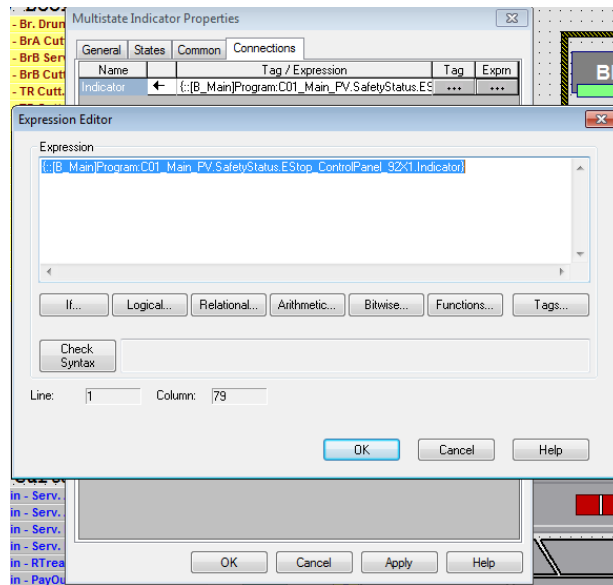 - Br. Drun
- BrA Cutt
- BrB Ser
- BrB Cutt
- TR Cutt.
Multistate Indicator Properties
General States Common Connections
Name Tag / Expression Tag Exprn
Indicator {::[B_Main]Program:C01_Main_PV.SafetyStatus.ES ... ...
B
Expression Editor
Expression
{::[B_Main]Program:C01_Main_PV.SafetyStatus.EStop_ControlPanel_92X1.Indicator}
If... Logical... Relational... Arithmetic... Bitwise... Functions... Tags...
Check
Syntax
Line: 1 Column: 79
OK Cancel Help
in - Serv.
in - Serv.
in - Serv.
in - Serv.
in - RTrea
in - PayOu
OK Cancel Apply Help